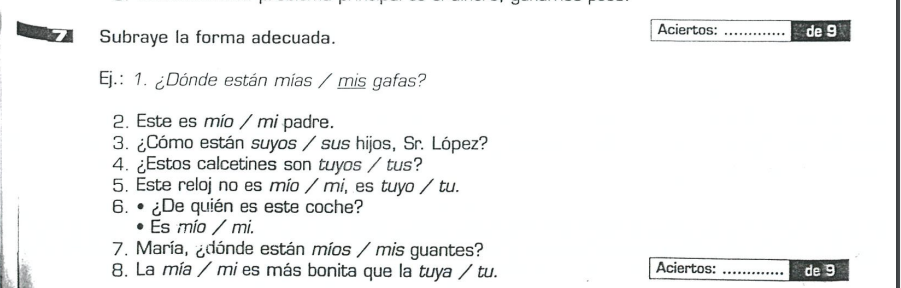 7 Subraye la forma adecuada. Aciertos: ............. de 9
Ej.: 1. ¿Dónde están mías / mis gafas?
2. Este es mío / mi padre.
3. ¿Cómo están suyos / sus hijos, Sr. López?
4. ¿Estos calcetines son tuyos / tus?
5. Este reloj no es mío / mi, es tuyo / tu.
6. • ¿De quién es este coche?
• Es mío / mi.
7. María, ¿dónde están míos / mis guantes?
8. La mía / mi es más bonita que la tuya / tu. Aciertos: ............. de 9